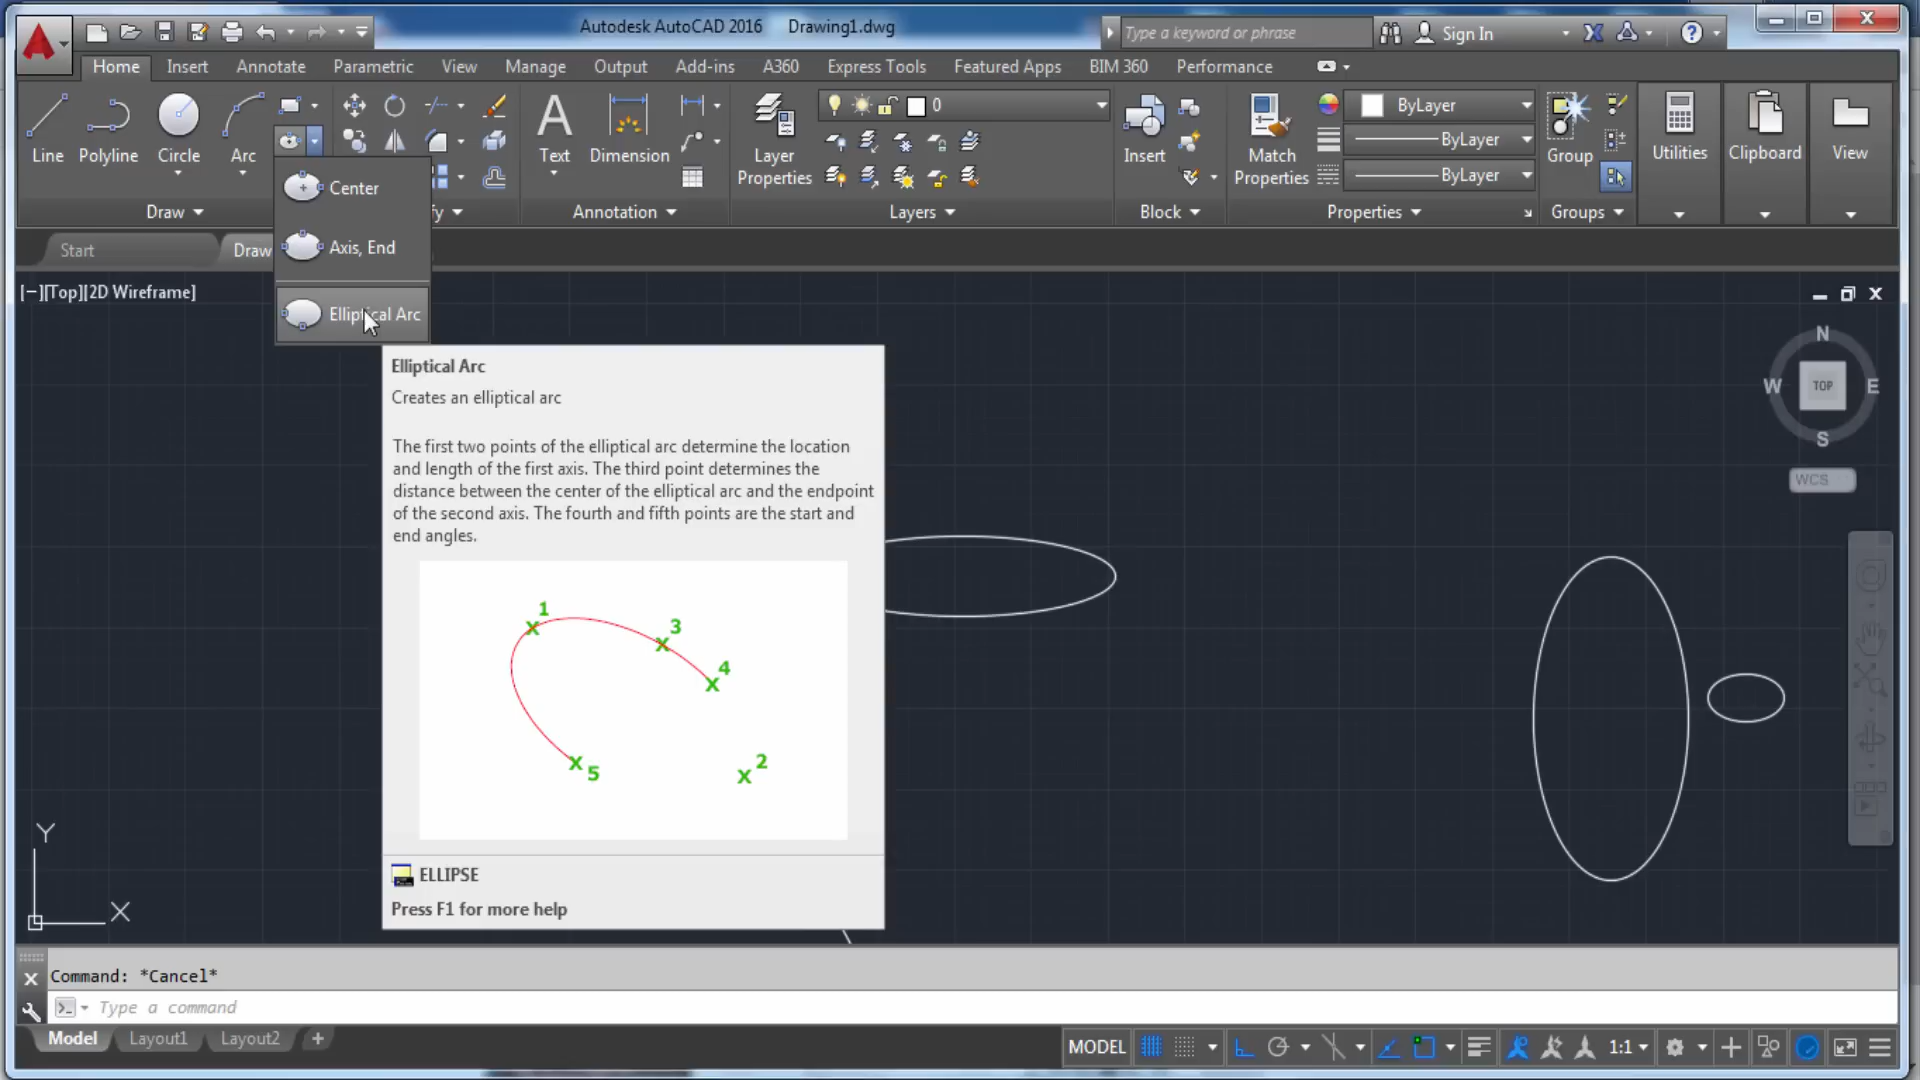 Autodesk AutoCAD 2016 Drawing1.dwg
Type a keyword or phrase
Sign In
Home Insert Annotate Parametric View Manage Output Add-ins A360 Express Tools Featured Apps BIM 360 Performance
Line Polyline Circle Arc
Text Dimension
Layer Properties
0
Insert
Match Properties
ByLayer
ByLayer
ByLayer
Group
Utilities
Clipboard
View
Draw fy Annotation Layers Block Properties Groups
Start Draw
Center
Axis, End
Elliptical Arc
[−][Top][2D Wireframe]
Elliptical Arc
Creates an elliptical arc
The first two points of the elliptical arc determine the location
and length of the first axis. The third point determines the
distance between the center of the elliptical arc and the endpoint
of the second axis. The fourth and fifth points are the start and
end angles.
1
3
4
2
5
ELLIPSE
Press F1 for more help
N
W TOP E
S
WCS
Y
X
Command: *Cancel*
Type a command
Model Layout1 Layout2 +
MODEL 1:1